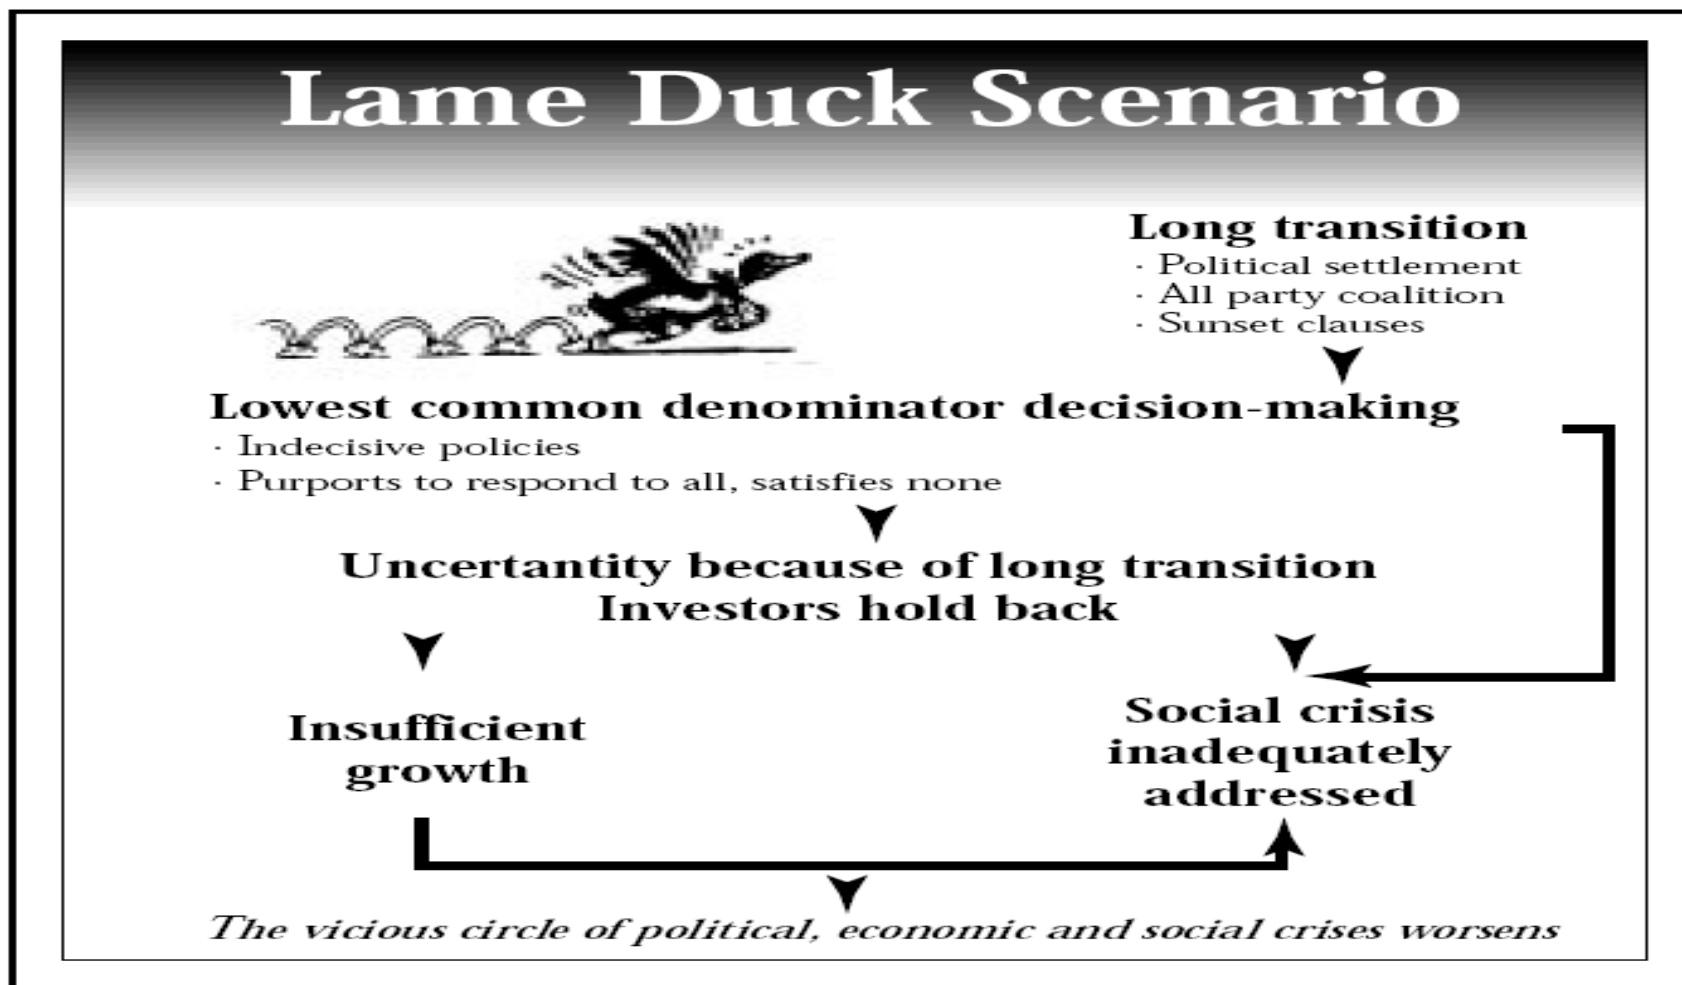 Lame Duck Scenario
Long transition
· Political settlement
· All party coalition
· Sunset clauses
Lowest common denominator decision-making
· Indecisive policies
· Purports to respond to all, satisfies none
Uncertantity because of long transition
Investors hold back
Insufficient
growth
Social crisis
inadequately
addressed
The vicious circle of political, economic and social crises worsens